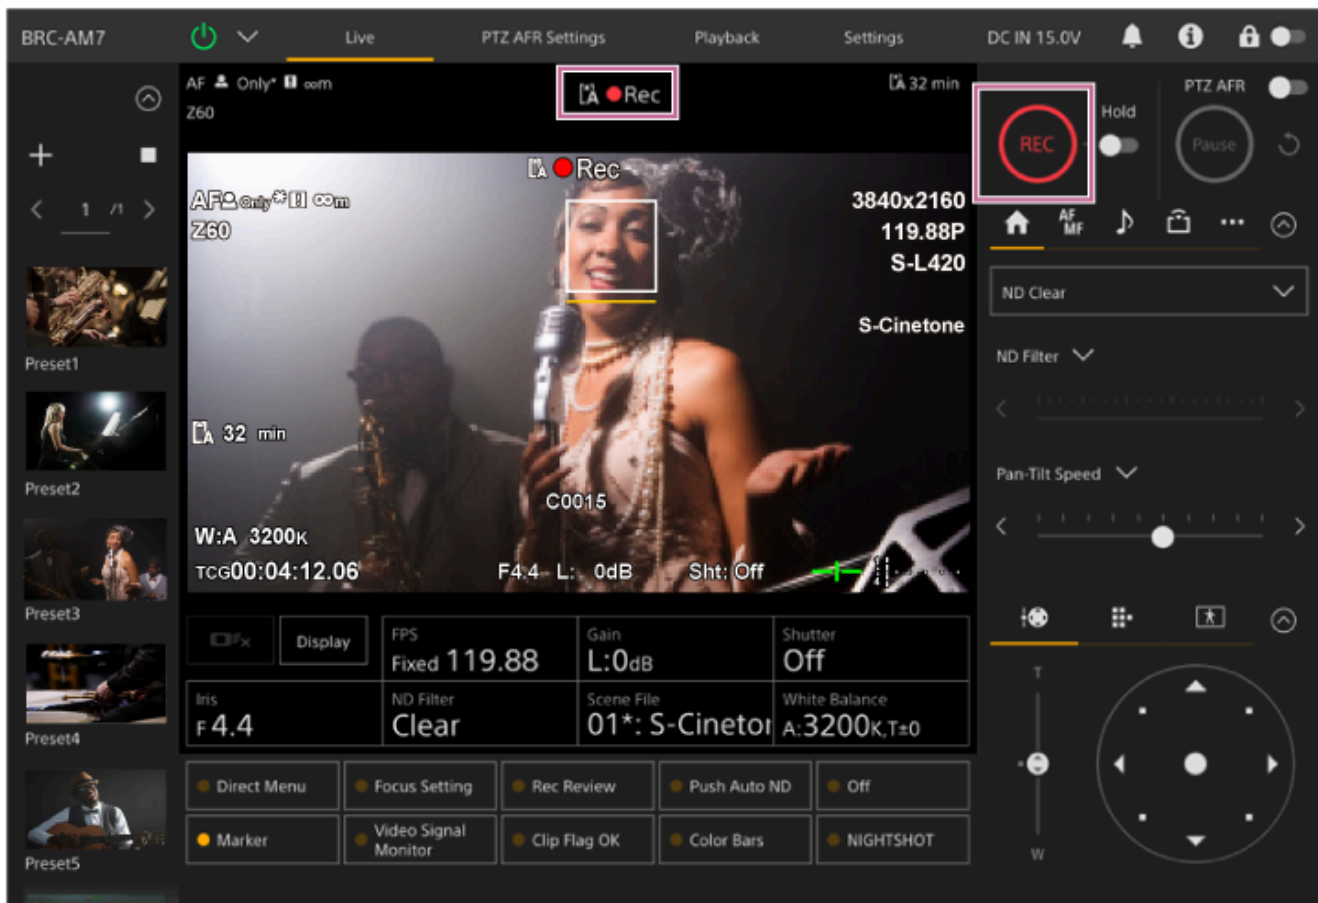 BRC-AM7
Live
PTZ AFR Settings
Playback
Settings
DC IN 15.0V
AF Only* ∞m
Z60
A ●Rec
A 32 min
REC
Hold
PTZ AFR
Pause
1 /1
Preset1
Preset2
Preset3
Preset4
Preset5
A ●Rec
AF Only* ∞m
Z60
3840x2160
119.88P
S-L420
S-Cinetone
A 32 min
C0015
W:A 3200K
TCG00:04:12.06
F4.4 L: 0dB Sht: Off
AF
MF
ND Clear
ND Filter
Pan-Tilt Speed
T
W
Display
FPS
Fixed 119.88
Gain
L:0dB
Shutter
Off
Iris
F4.4
ND Filter
Clear
Scene File
01*: S-Cinetor
White Balance
A:3200K,T±0
Direct Menu
Focus Setting
Rec Review
Push Auto ND
Off
Marker
Video Signal
Monitor
Clip Flag OK
Color Bars
NIGHTSHOT